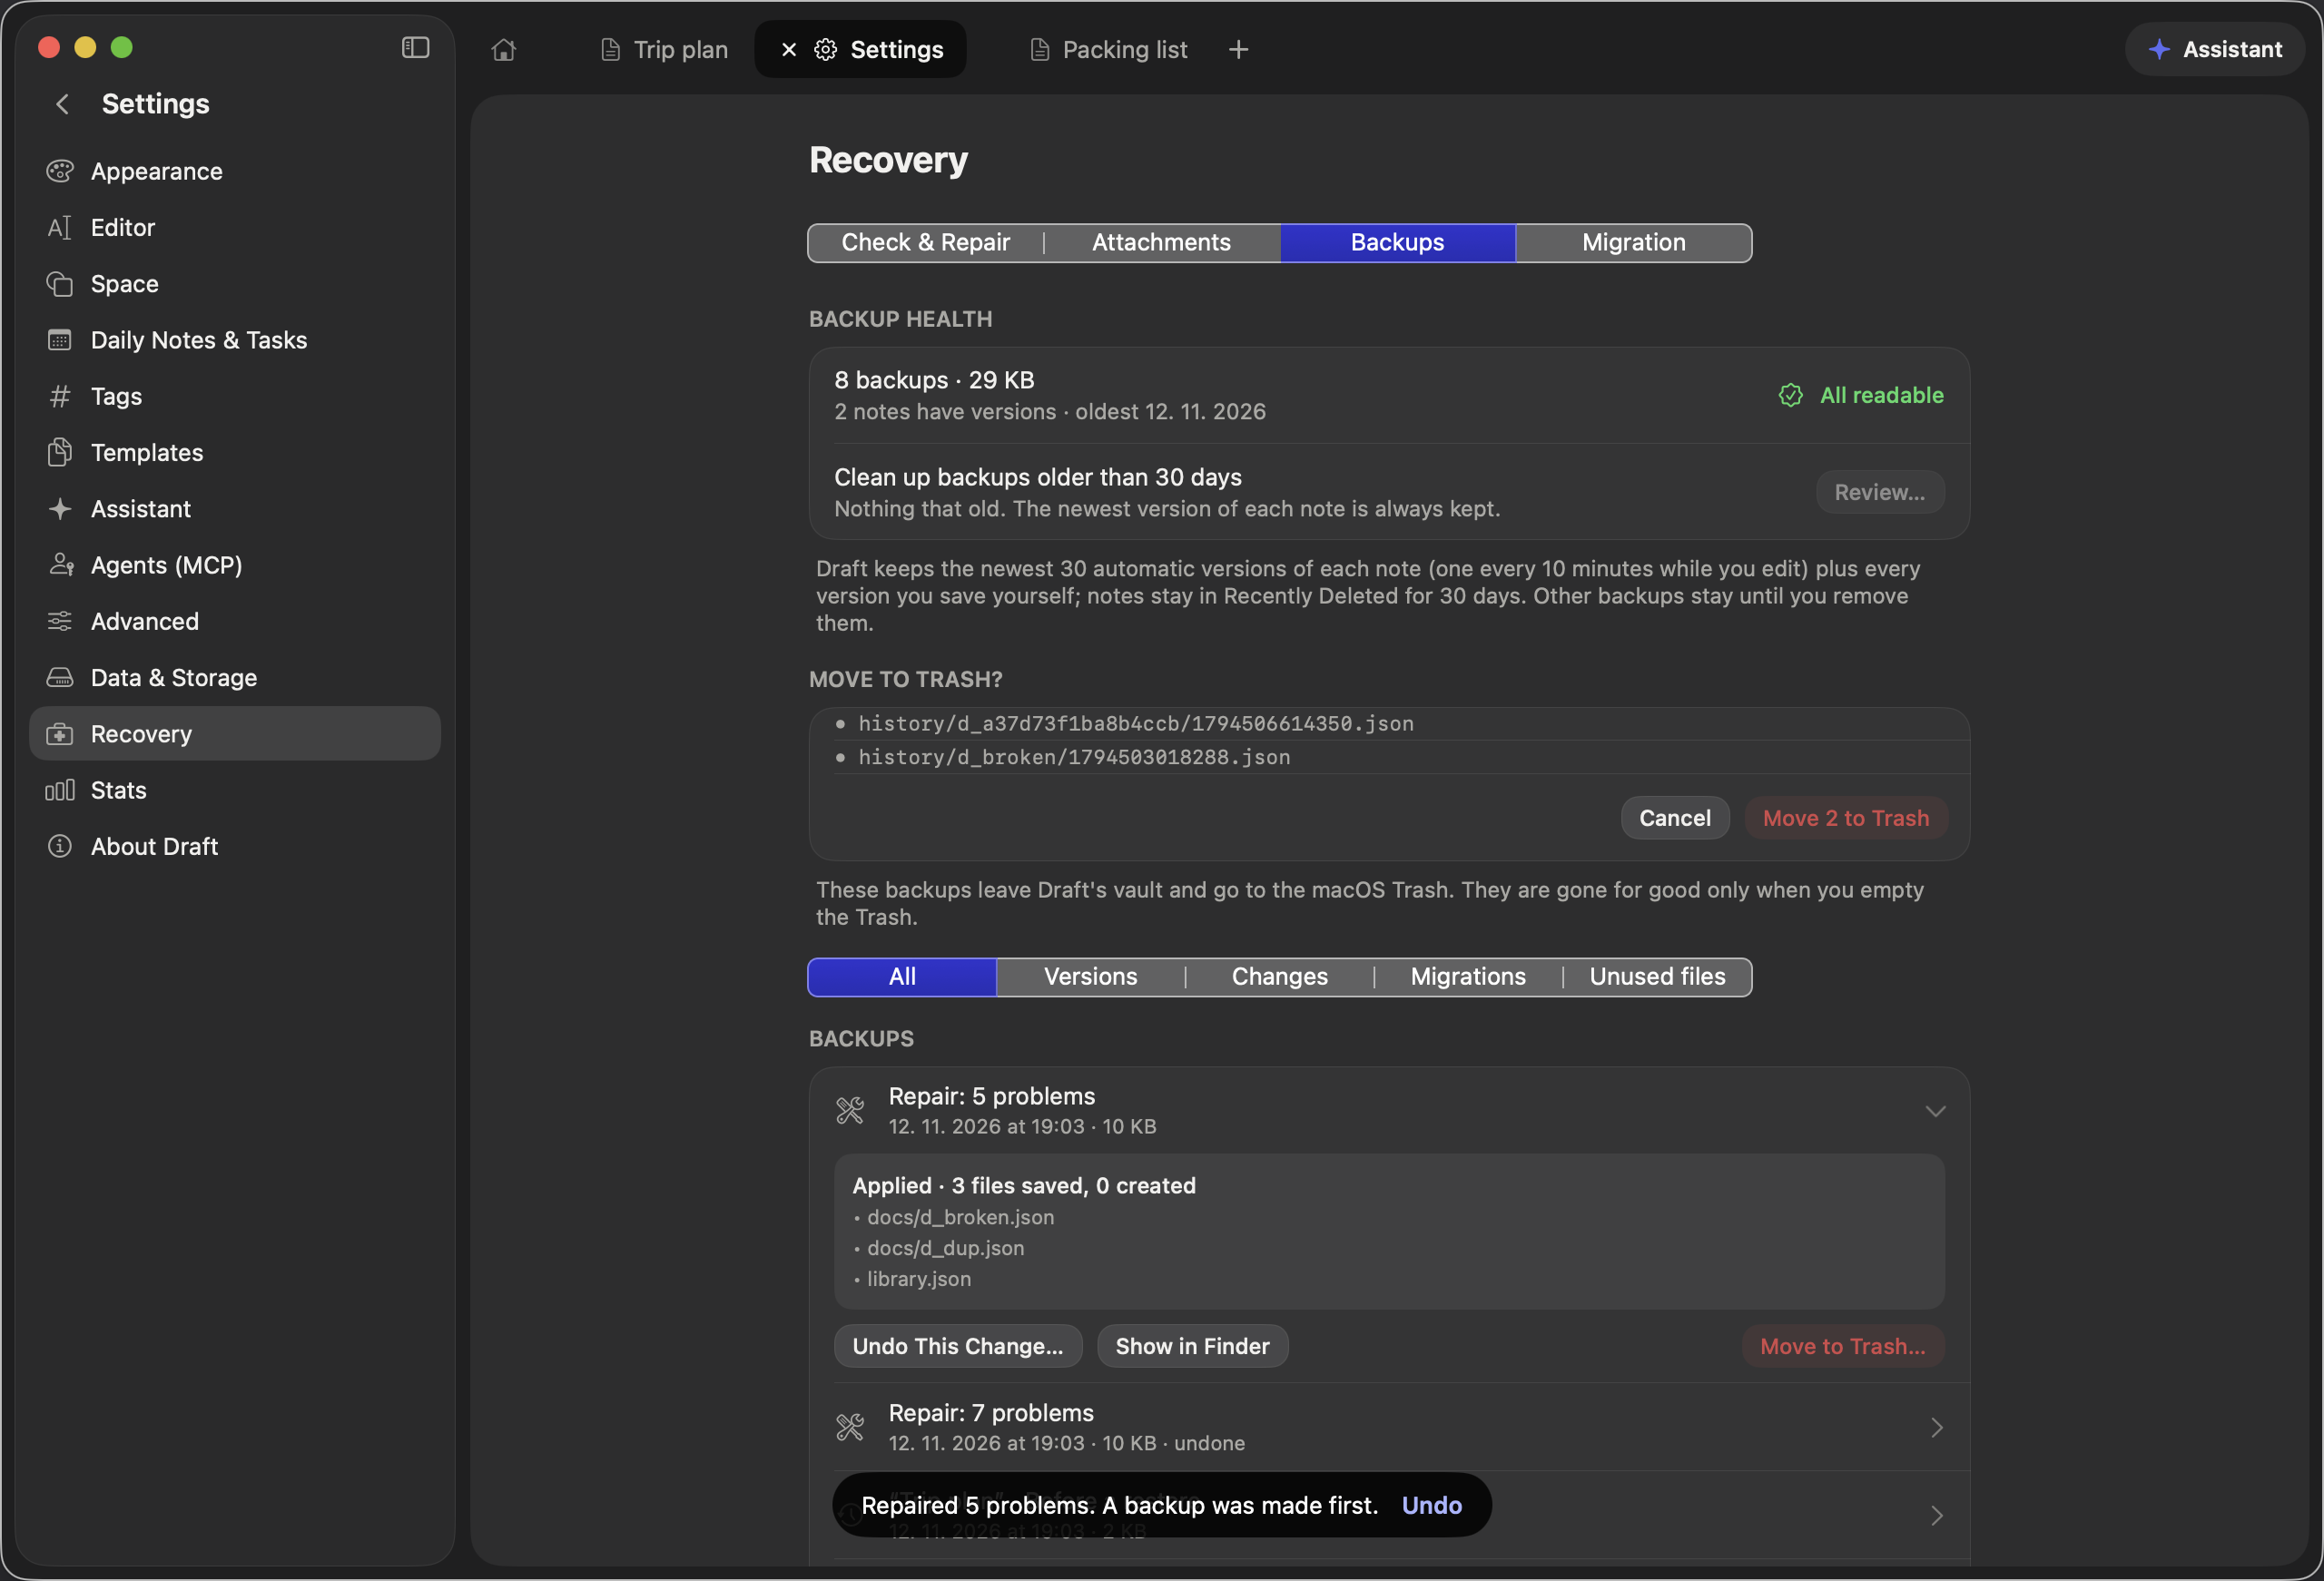 Trip plan
Settings
Packing list
Assistant
Settings
Appearance
Editor
Space
Daily Notes & Tasks
Tags
Templates
Assistant
Agents (MCP)
Advanced
Data & Storage
Recovery
Stats
About Draft
Recovery
Check & Repair
Attachments
Backups
Migration
BACKUP HEALTH
8 backups · 29 KB
2 notes have versions · oldest 12. 11. 2026
All readable
Clean up backups older than 30 days
Nothing that old. The newest version of each note is always kept.
Review...
Draft keeps the newest 30 automatic versions of each note (one every 10 minutes while you edit) plus every
version you save yourself; notes stay in Recently Deleted for 30 days. Other backups stay until you remove
them.
MOVE TO TRASH?
• history/d_a37d73f1ba8b4ccb/1794506614350.json
• history/d_broken/1794503018288.json
Cancel
Move 2 to Trash
These backups leave Draft's vault and go to the macOS Trash. They are gone for good only when you empty
the Trash.
All
Versions
Changes
Migrations
Unused files
BACKUPS
Repair: 5 problems
12. 11. 2026 at 19:03 · 10 KB
Applied · 3 files saved, 0 created
• docs/d_broken.json
• docs/d_dup.json
• library.json
Undo This Change...
Show in Finder
Move to Trash...
Repair: 7 problems
12. 11. 2026 at 19:03 · 10 KB · undone
Repaired 5 problems. A backup was made first.
Undo
12. 11. 2026 at 19:03 · 2 KB